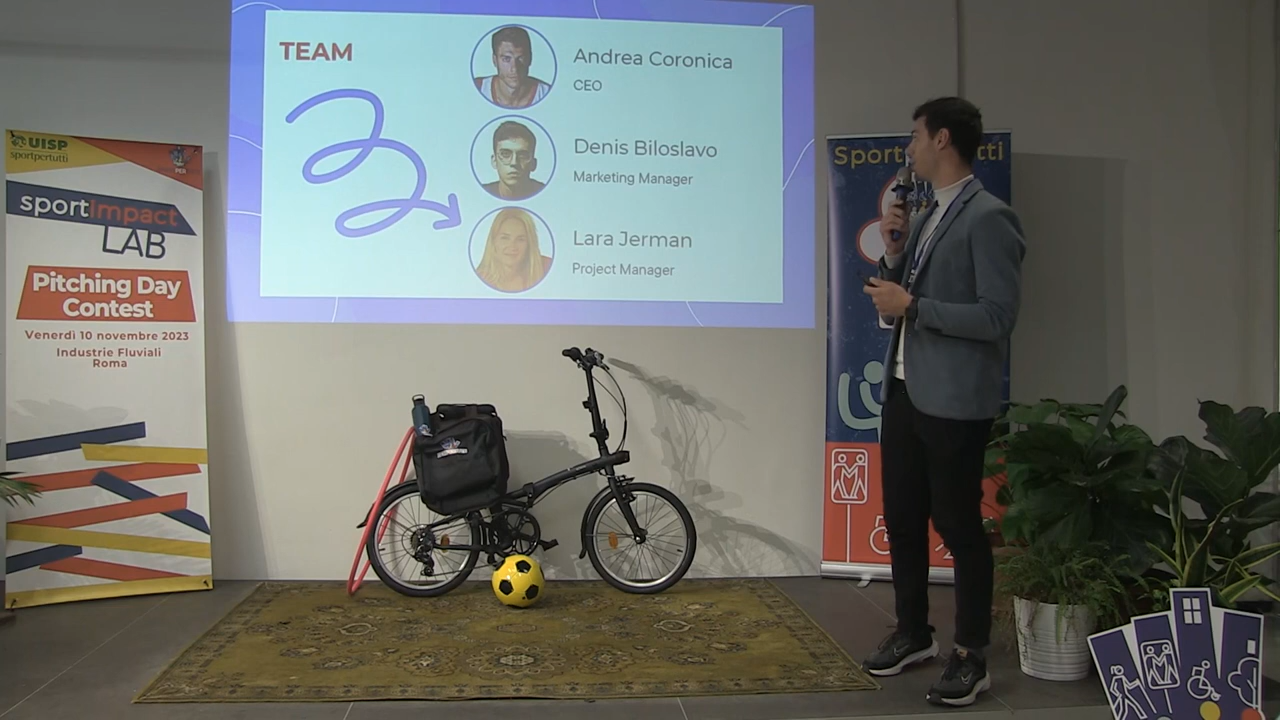 TEAM
Andrea Coronica
CEO
Denis Biloslavo
Marketing Manager
Lara Jerman
Project Manager
UISP
sportpertutti
sportimpact
LAB
Pitching Day
Contest
Venerdì 10 novembre 2023
Industrie Fluviali
Roma